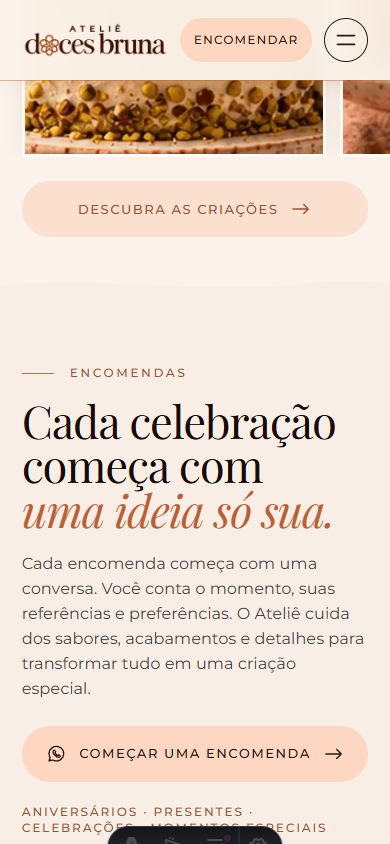 ATELIÊ
doces bruna
ENCOMENDAR
DESCUBRA AS CRIAÇÕES
ENCOMENDAS
Cada celebração
começa com
uma ideia só sua.
Cada encomenda começa com uma
conversa. Você conta o momento, suas
referências e preferências. O Ateliê cuida
dos sabores, acabamentos e detalhes para
transformar tudo em uma criação
especial.
COMEÇAR UMA ENCOMENDA
ANIVERSÁRIOS · PRESENTES ·
CELEBRAÇÕES · MOMENTOS ESPECIAIS